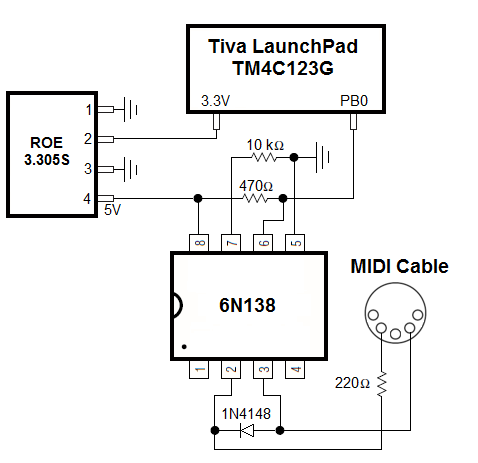 Tiva LaunchPad
TM4C123G
3.3V
PB0
ROE
3.305S
1
2
3
4
5V
10 kΩ
470Ω
8
7
6
5
6N138
1
2
3
4
MIDI Cable
220Ω
1N4148